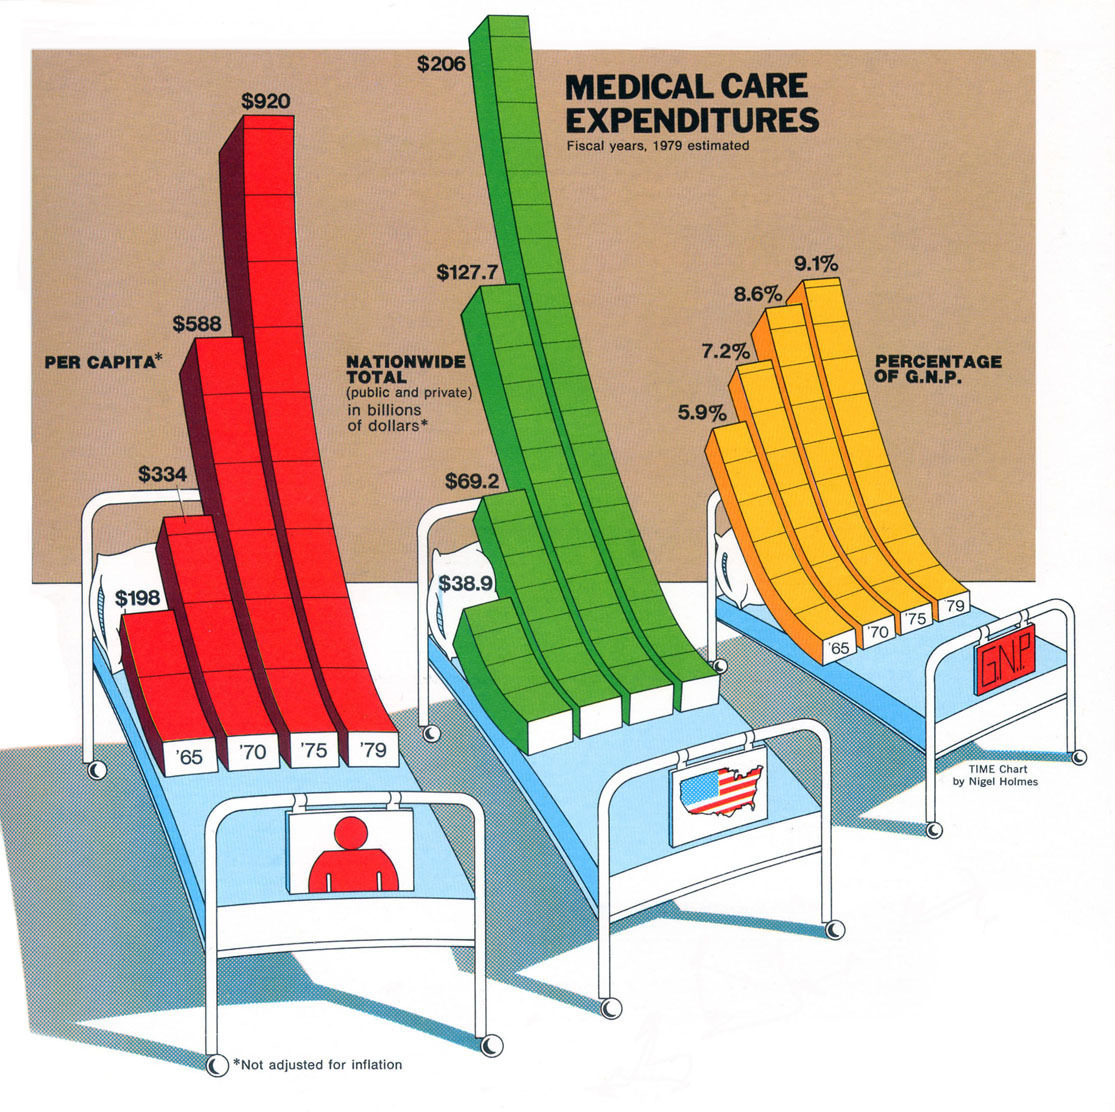 MEDICAL CARE
EXPENDITURES
Fiscal years, 1979 estimated
PER CAPITA*
$198
$334
$588
$920
'65
'70
'75
'79
NATIONWIDE
TOTAL
(public and private)
in billions
of dollars*
$38.9
$69.2
$127.7
$206
PERCENTAGE
OF G.N.P.
5.9%
7.2%
8.6%
9.1%
'65
'70
'75
'79
G.N.P.
TIME Chart
by Nigel Holmes
*Not adjusted for inflation